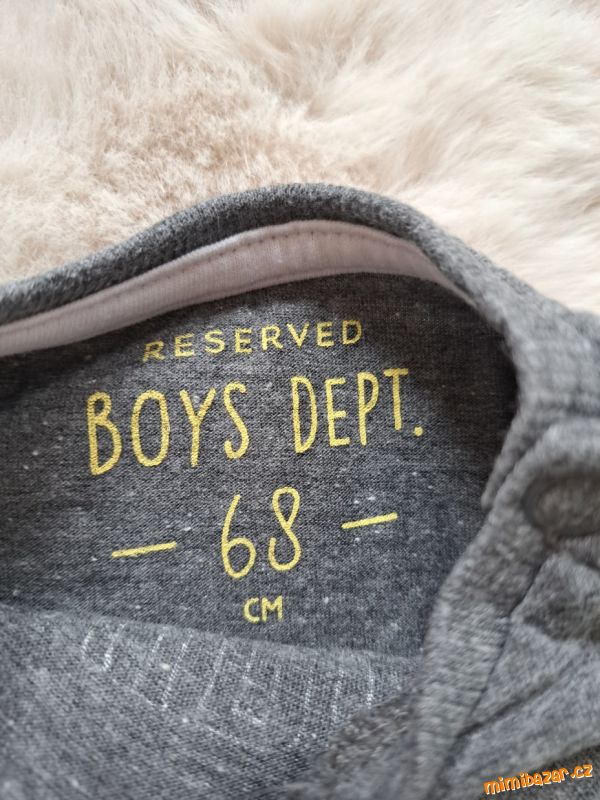 RESERVED
BOYS DEPT.
— 68 —
CM
mimibazar.cz